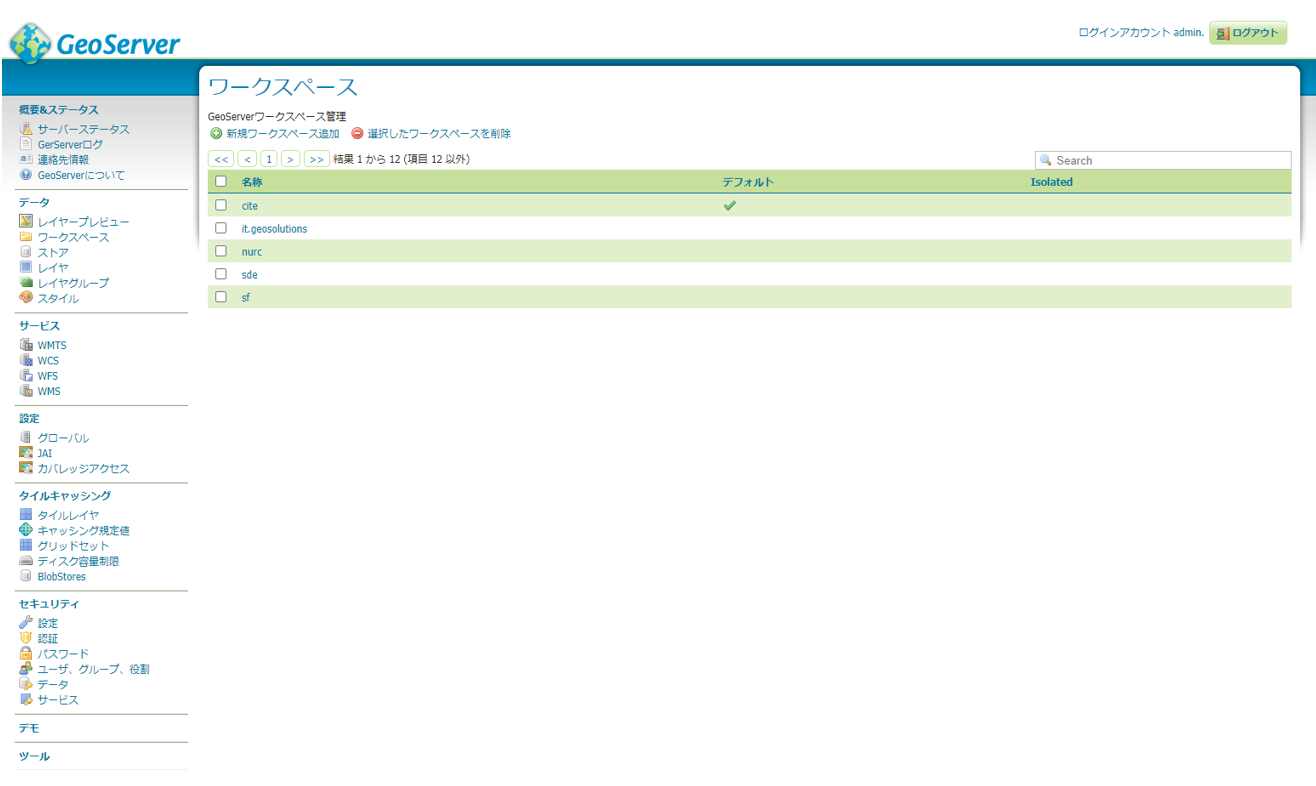 GeoServer
ログインアカウント admin. ログアウト
概要&ステータス
サーバーステータス
GerServerログ
連絡先情報
GeoServerについて
データ
レイヤープレビュー
ワークスペース
ストア
レイヤ
レイヤグループ
スタイル
サービス
WMTS
WCS
WFS
WMS
設定
グローバル
JAI
カバレッジアクセス
タイルキャッシング
タイルレイヤ
キャッシング規定値
グリッドセット
ディスク容量制限
BlobStores
セキュリティ
設定
認証
パスワード
ユーザ、グループ、役割
データ
サービス
デモ
ツール
ワークスペース
GeoServerワークスペース管理
新規ワークスペース追加 選択したワークスペースを削除
<< < 1 > >> 結果 1 から 12 (項目 12 以外) Search
名称 デフォルト Isolated
cite
it.geosolutions
nurc
sde
sf